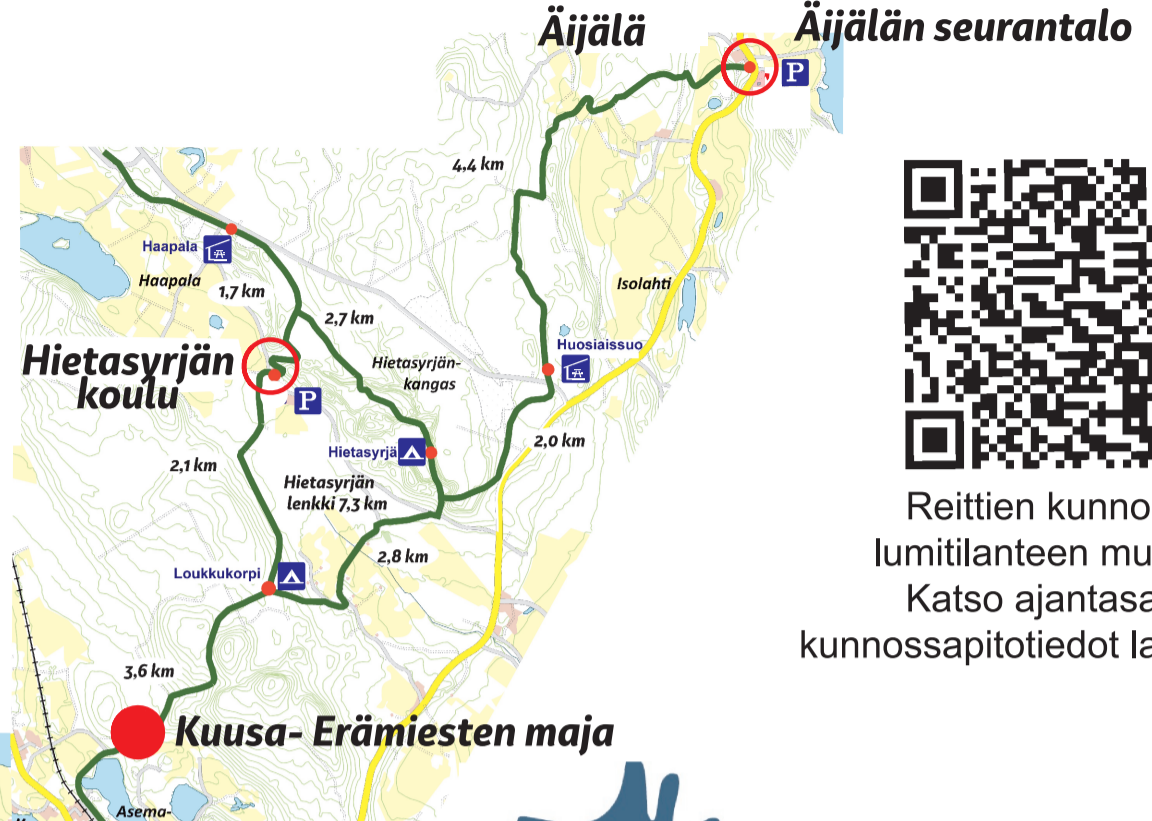 Äijälä
Äijälän seurantalo
P
4,4 km
Haapala
Haapala
1,7 km
Isolahti
2,7 km
Huosiaissuo
Hietasyrjän
koulu
Hietasyrjän-
kangas
P
2,0 km
Hietasyrjä
2,1 km
Hietasyrjän
lenkki 7,3 km
2,8 km
Loukkukorpi
3,6 km
Kuusa- Erämiesten maja
Asema-
Reittien kunno
lumitilanteen mu
Katso ajantasa
kunnossapitotiedot la